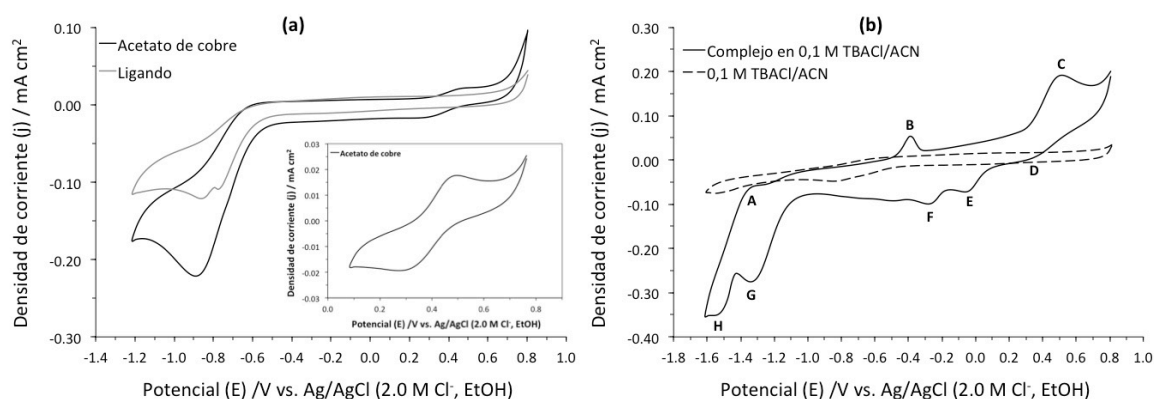 (a)
Densidad de corriente (j) / mA cm²
0.10
0.00
-0.10
-0.20
-0.30
Acetato de cobre
Ligando
Densidad de corriente (j) / mA cm²
0.03
0.02
0.01
0.00
-0.01
-0.02
-0.03
Acetato de cobre
0.0 0.2 0.4 0.6 0.8
Potencial (E) /V vs. Ag/AgCl (2.0 M Cl⁻, EtOH)
-1.4 -1.2 -1.0 -0.8 -0.6 -0.4 -0.2 0.0 0.2 0.4 0.6 0.8 1.0
Potencial (E) /V vs. Ag/AgCl (2.0 M Cl⁻, EtOH)
(b)
Densidad de corriente (j) / mA cm²
0.30
0.20
0.10
0.00
-0.10
-0.20
-0.30
-0.40
Complejo en 0,1 M TBACl/ACN
0,1 M TBACl/ACN
C
B
D
A
F
E
G
H
-1.8 -1.6 -1.4 -1.2 -1.0 -0.8 -0.6 -0.4 -0.2 0.0 0.2 0.4 0.6 0.8 1.0
Potencial (E) /V vs. Ag/AgCl (2.0 M Cl⁻, EtOH)